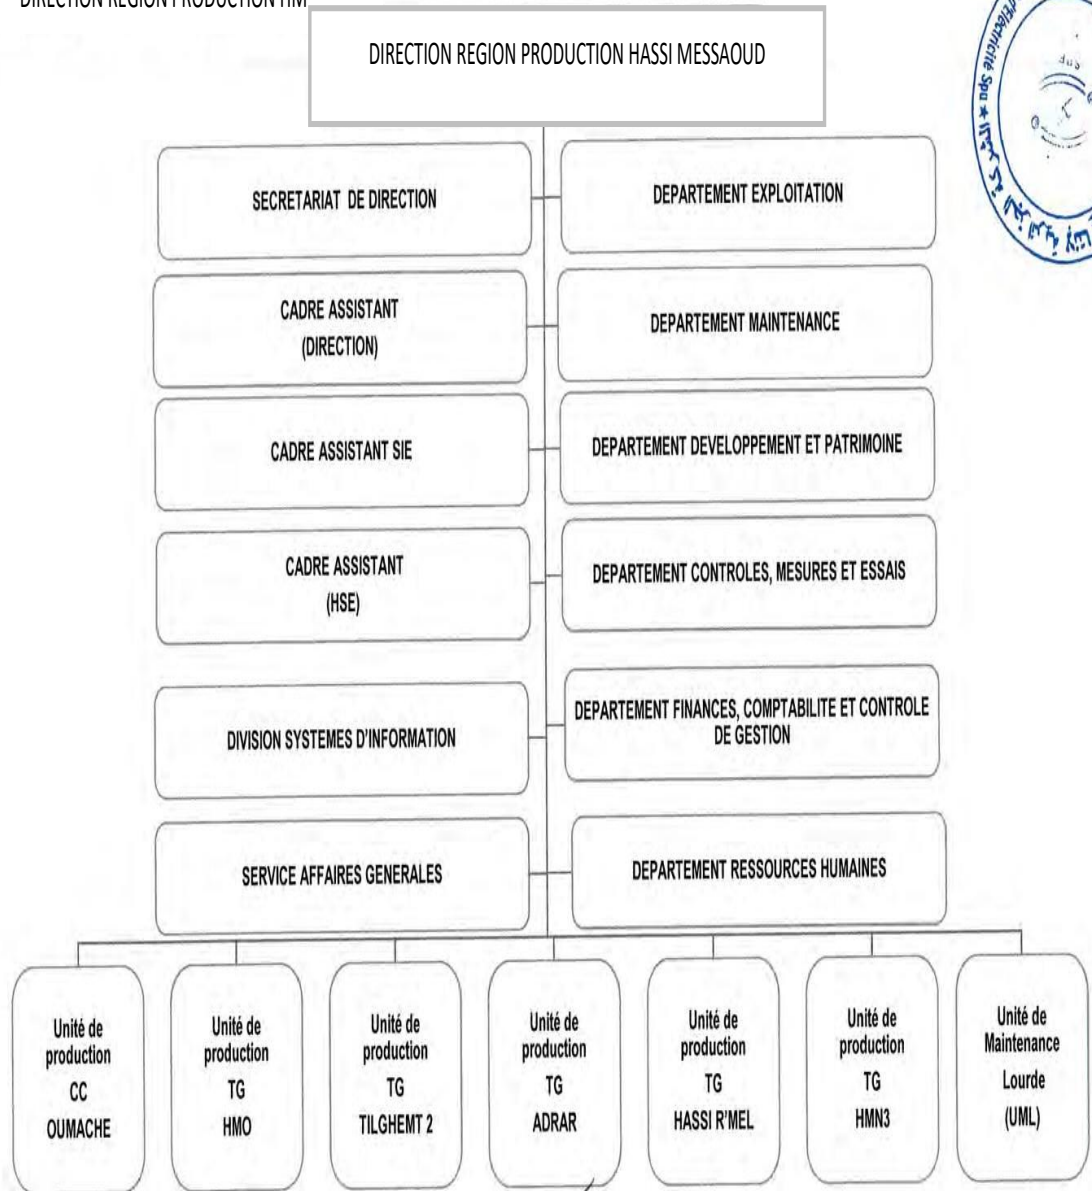 DIRECTION REGION PRODUCTION HM
DIRECTION REGION PRODUCTION HASSI MESSAOUD
d'Electricité Spa ★
SECRETARIAT DE DIRECTION
DEPARTEMENT EXPLOITATION
CADRE ASSISTANT
(DIRECTION)
DEPARTEMENT MAINTENANCE
CADRE ASSISTANT SIE
DEPARTEMENT DEVELOPPEMENT ET PATRIMOINE
CADRE ASSISTANT
(HSE)
DEPARTEMENT CONTROLES, MESURES ET ESSAIS
DIVISION SYSTEMES D'INFORMATION
DEPARTEMENT FINANCES, COMPTABILITE ET CONTROLE
DE GESTION
SERVICE AFFAIRES GENERALES
DEPARTEMENT RESSOURCES HUMAINES
Unité de
production
CC
OUMACHE
Unité de
production
TG
HMO
Unité de
production
TG
TILGHEMT 2
Unité de
production
TG
ADRAR
Unité de
production
TG
HASSI R'MEL
Unité de
production
TG
HMN3
Unité de
Maintenance
Lourde
(UML)